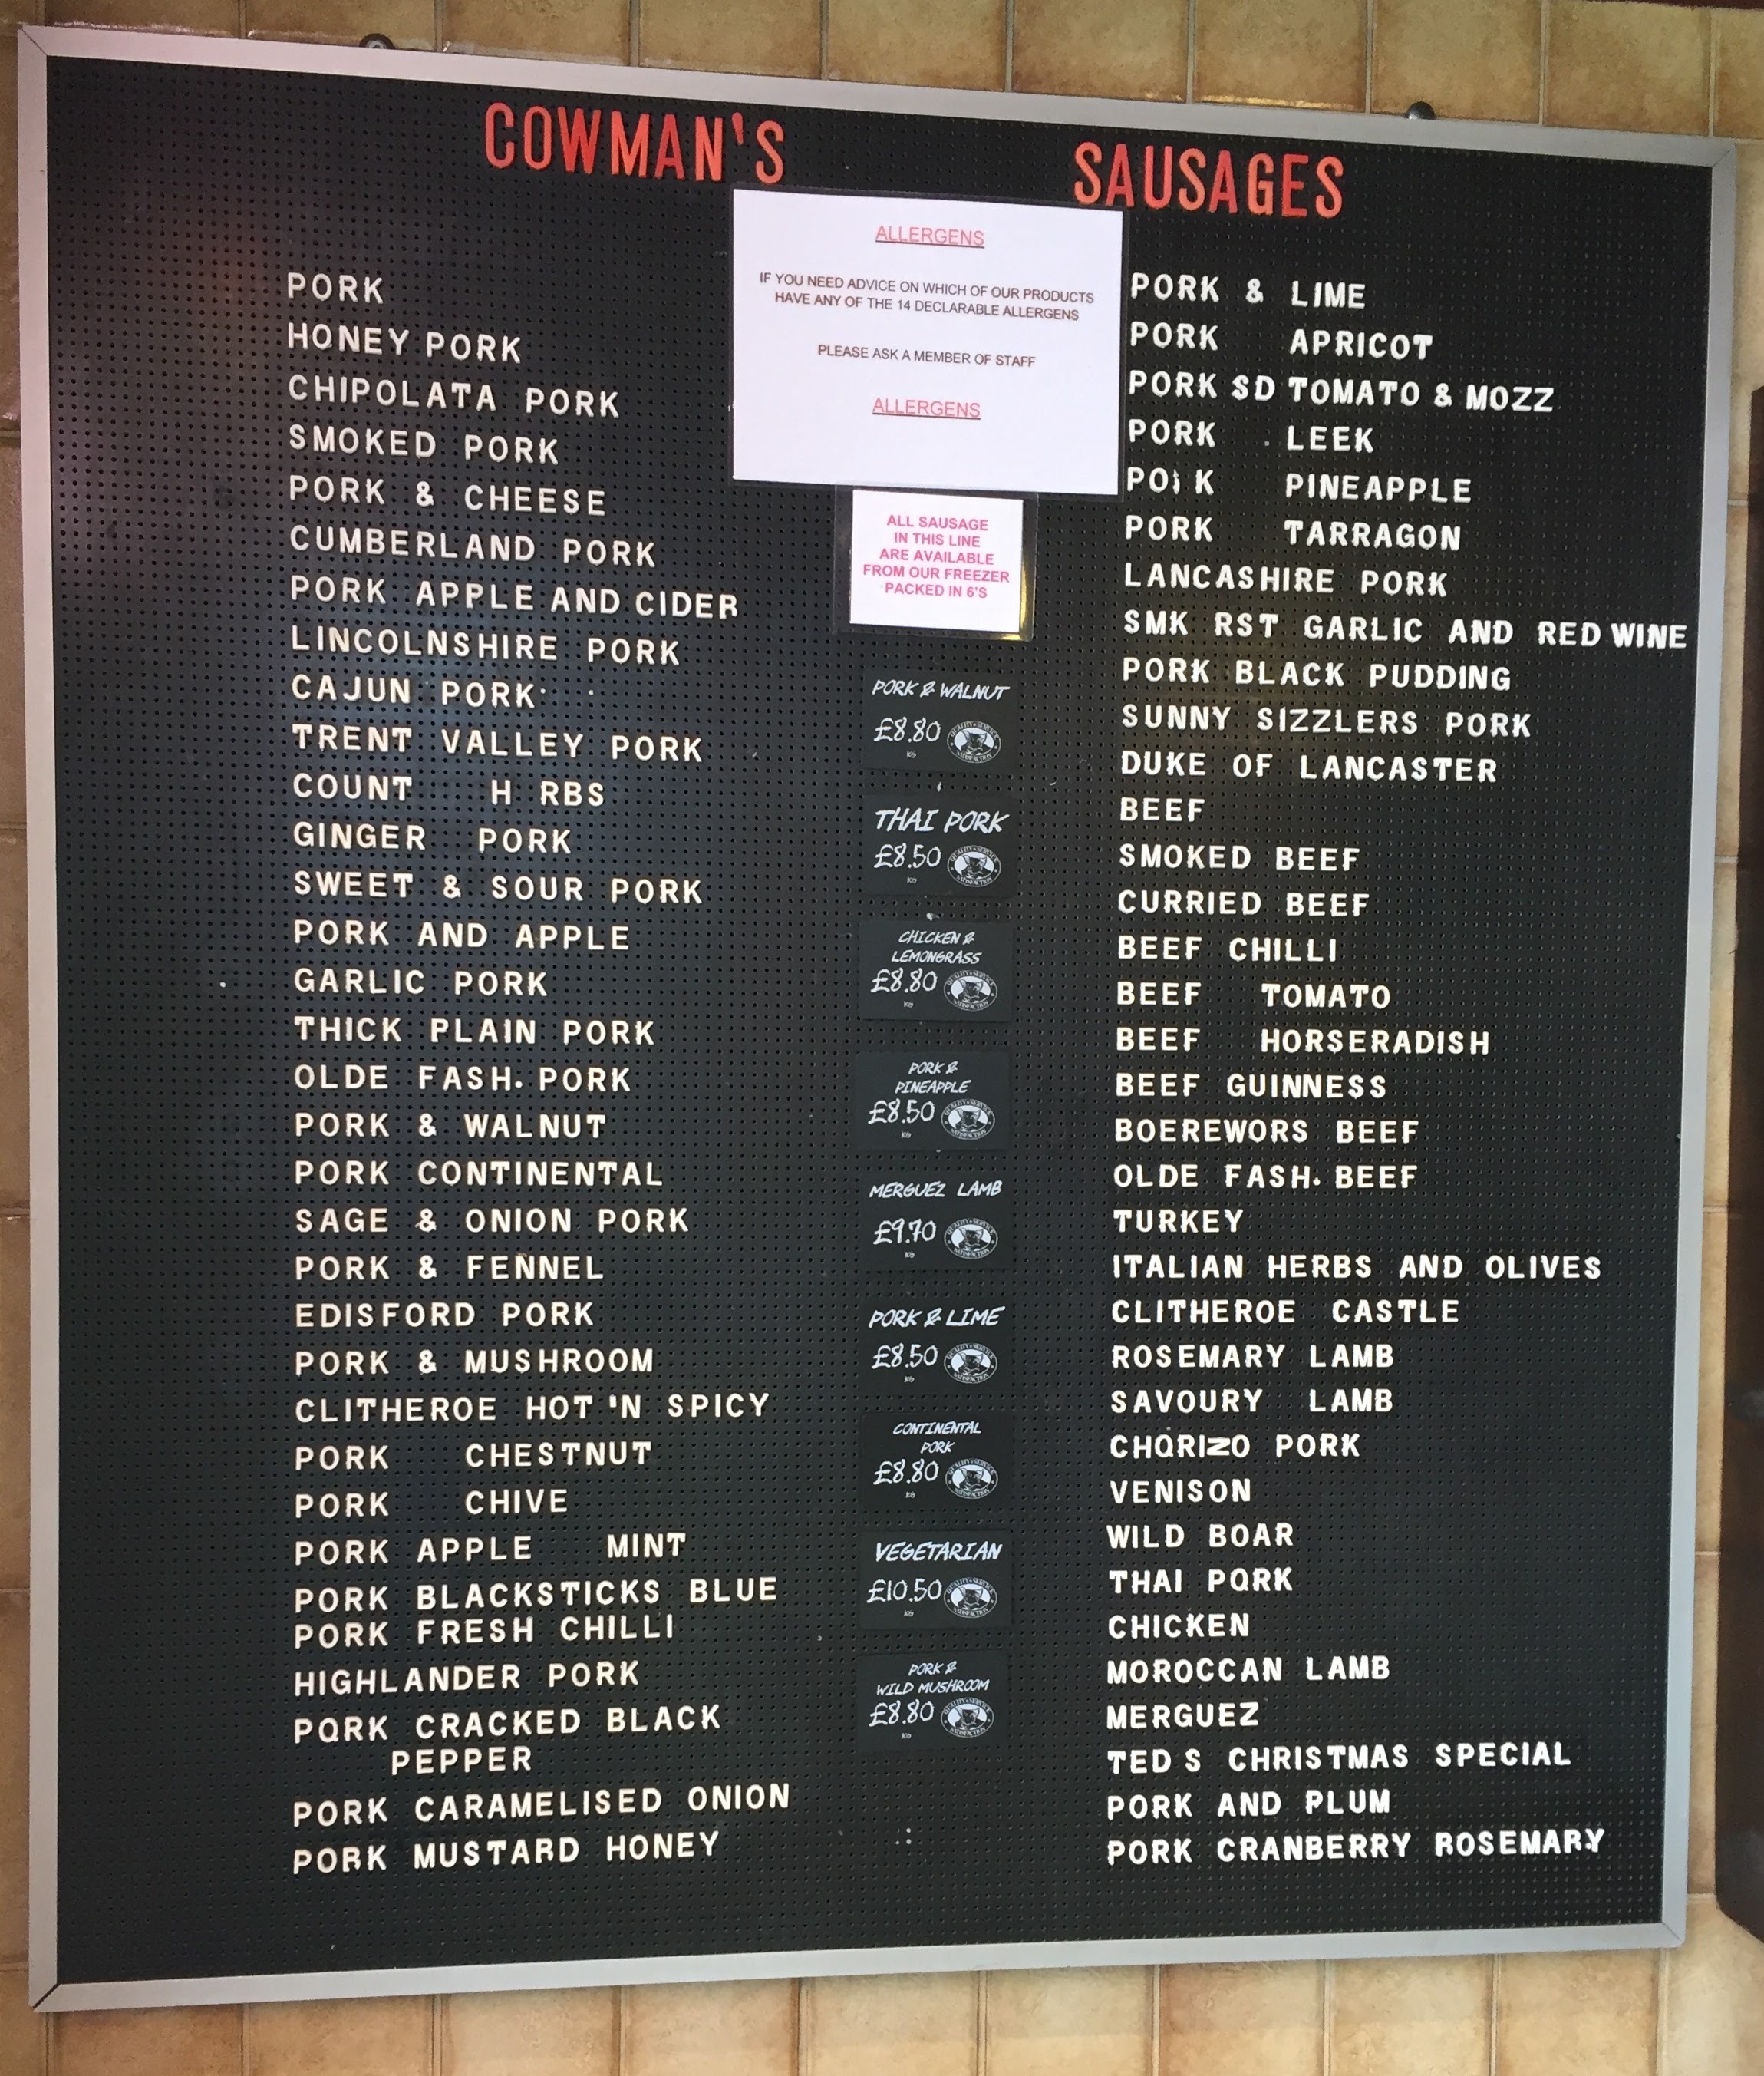 COWMAN'S SAUSAGES
PORK
HONEY PORK
CHIPOLATA PORK
SMOKED PORK
PORK & CHEESE
CUMBERLAND PORK
PORK APPLE AND CIDER
LINCOLNSHIRE PORK
CAJUN PORK
TRENT VALLEY PORK
COUNT H RBS
GINGER PORK
SWEET & SOUR PORK
PORK AND APPLE
GARLIC PORK
THICK PLAIN PORK
OLDE FASH. PORK
PORK & WALNUT
PORK CONTINENTAL
SAGE & ONION PORK
PORK & FENNEL
EDISFORD PORK
PORK & MUSHROOM
CLITHEROE HOT 'N SPICY
PORK CHESTNUT
PORK CHIVE
PORK APPLE MINT
PORK BLACKSTICKS BLUE
PORK FRESH CHILLI
HIGHLANDER PORK
PORK CRACKED BLACK
PEPPER
PORK CARAMELISED ONION
PORK MUSTARD HONEY
ALLERGENS
IF YOU NEED ADVICE ON WHICH OF OUR PRODUCTS
HAVE ANY OF THE 14 DECLARABLE ALLERGENS
PLEASE ASK A MEMBER OF STAFF
ALLERGENS
ALL SAUSAGE
IN THIS LINE
ARE AVAILABLE
FROM OUR FREEZER
PACKED IN 6'S
PORK & WALNUT
£8.80
KG
THAI PORK
£8.50
KG
CHICKEN &
LEMONGRASS
£8.80
KG
PORK &
PINEAPPLE
£8.50
KG
MERGUEZ LAMB
£9.70
KG
PORK & LIME
£8.50
KG
CONTINENTAL
PORK
£8.80
KG
VEGETARIAN
£10.50
KG
PORK &
WILD MUSHROOM
£8.80
KG
PORK & LIME
PORK APRICOT
PORK SD TOMATO & MOZZ
PORK LEEK
PORK PINEAPPLE
PORK TARRAGON
LANCASHIRE PORK
SMK RST GARLIC AND RED WINE
PORK BLACK PUDDING
SUNNY SIZZLERS PORK
DUKE OF LANCASTER
BEEF
SMOKED BEEF
CURRIED BEEF
BEEF CHILLI
BEEF TOMATO
BEEF HORSERADISH
BEEF GUINNESS
BOEREWORS BEEF
OLDE FASH. BEEF
TURKEY
ITALIAN HERBS AND OLIVES
CLITHEROE CASTLE
ROSEMARY LAMB
SAVOURY LAMB
CHORIZO PORK
VENISON
WILD BOAR
THAI PORK
CHICKEN
MOROCCAN LAMB
MERGUEZ
TED S CHRISTMAS SPECIAL
PORK AND PLUM
PORK CRANBERRY ROSEMARY